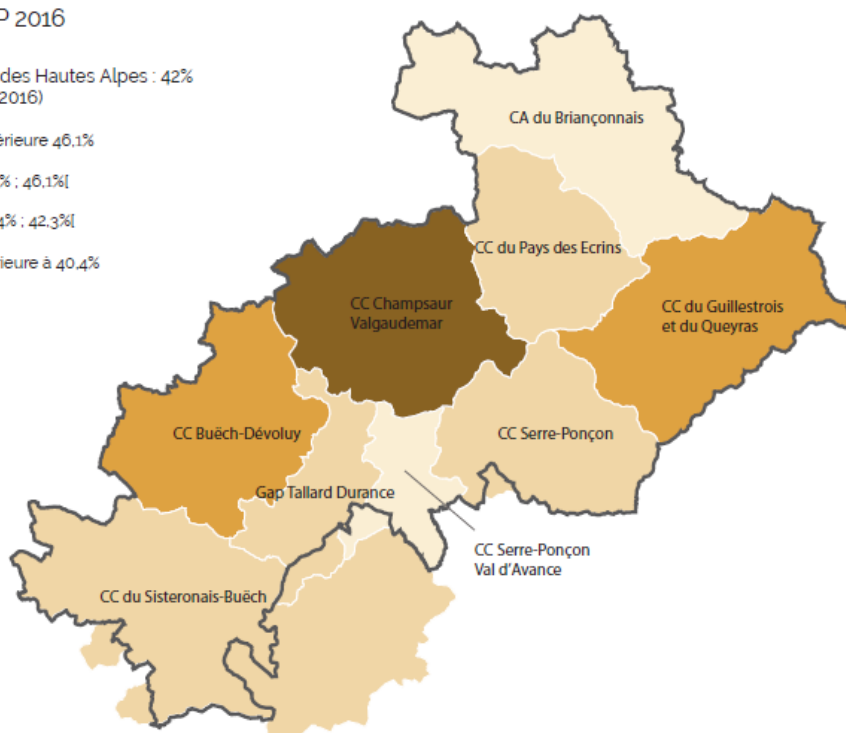 P 2016
des Hautes Alpes : 42%
2016)
érieure 46,1%
% ; 46,1%[
4% ; 42,3%[
rieure à 40,4%
CA du Briançonnais
CC du Pays des Ecrins
CC Champsaur
Valgaudemar
CC du Guillestrois
et du Queyras
CC Buëch-Dévoluy
CC Serre-Ponçon
Gap Tallard Durance
CC Serre-Ponçon
Val d'Avance
CC du Sisteronais-Buëch